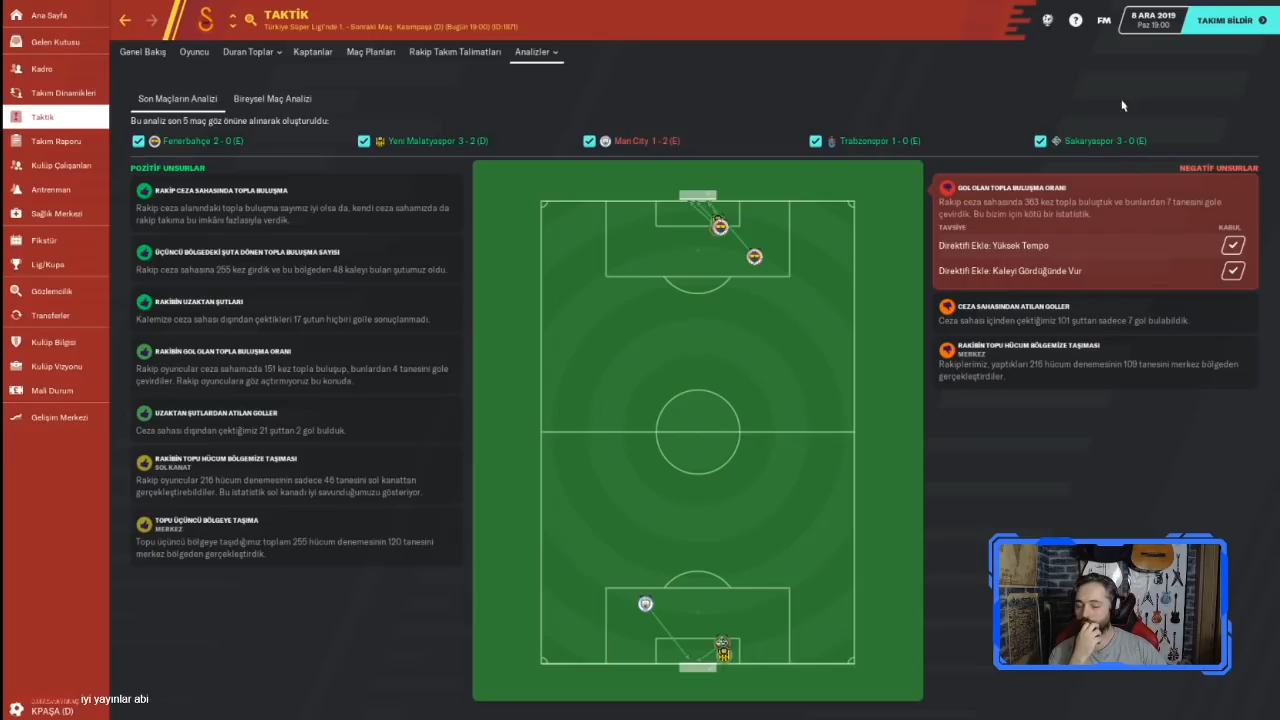 Ana Sayfa
Gelen Kutusu
Kadro
Takım Dinamikleri
Taktik
Takım Raporu
Kulüp Çalışanları
Antrenman
Sağlık Merkezi
Fikstür
Lig/Kupa
Gözlemcilik
Transferler
Kulüp Bilgisi
Kulüp Vizyonu
Mali Durum
Gelişim Merkezi
KPAŞA (D)
iyi yayınlar abi
TAKTİK
Türkiye Süper Ligi'nde 1. - Sonraki Maç: Kasımpaşa (D) (Bugün 19:00) (ID:1871)
FM
8 ARA 2019
Paz 19:00
TAKIMI BİLDİR
Genel Bakış
Oyuncu
Duran Toplar
Kaptanlar
Maç Planları
Rakip Takım Talimatları
Analizler
Son Maçların Analizi
Bireysel Maç Analizi
Bu analiz son 5 maç göz önüne alınarak oluşturuldu:
Fenerbahçe 2 - 0 (E)
Yeni Malatyaspor 3 - 2 (D)
Man City 1 - 2 (E)
Trabzonspor 1 - 0 (E)
Sakaryaspor 3 - 0 (E)
POZİTİF UNSURLAR
RAKİP CEZA SAHASINDA TOPLA BULUŞMA
Rakip ceza alanındaki topla buluşma sayımız iyi olsa da, kendi ceza sahamızda da
rakip takıma bu imkânı fazlasıyla verdik.
ÜÇÜNCÜ BÖLGEDEKİ ŞUTA DÖNEN TOPLA BULUŞMA SAYISI
Rakip ceza sahasına 255 kez girdik ve bu bölgeden 48 kaleyi bulan şutumuz oldu.
RAKİBİN UZAKTAN ŞUTLARI
Kalemize ceza sahası dışından çektikleri 17 şutun hiçbiri golle sonuçlanmadı.
RAKİBİN GOL OLAN TOPLA BULUŞMA ORANI
Rakip oyuncular ceza sahamızda 151 kez topla buluşup, bunlardan 4 tanesini gole
çevirdiler. Rakip oyunculara göz açtırmıyoruz bu konuda.
UZAKTAN ŞUTLARDAN ATILAN GOLLER
Ceza sahası dışından çektiğimiz 21 şuttan 2 gol bulduk.
RAKİBİN TOPU HÜCUM BÖLGEMİZE TAŞIMASI
SOL KANAT
Rakip oyuncular 216 hücum denemesinin sadece 46 tanesini sol kanattan
gerçekleştirebildiler. Bu istatistik sol kanadı iyi savunduğumuzu gösteriyor.
TOPU ÜÇÜNCÜ BÖLGEYE TAŞIMA
MERKEZ
Topu üçüncü bölgeye taşıdığımız toplam 255 hücum denemesinin 120 tanesini
merkez bölgeden gerçekleştirdik.
NEGATİF UNSURLAR
GOL OLAN TOPLA BULUŞMA ORANI
Rakip ceza sahasında 363 kez topla buluştuk ve bunlardan 7 tanesini gole
çevirdik. Bu bizim için kötü bir istatistik.
TAVSİYE
KABUL
Direktifi Ekle: Yüksek Tempo
Direktifi Ekle: Kaleyi Gördüğünde Vur
CEZA SAHASINDAN ATILAN GOLLER
Ceza sahası içinden çektiğimiz 101 şuttan sadece 7 gol bulabildik.
RAKİBİN TOPU HÜCUM BÖLGEMİZE TAŞIMASI
MERKEZ
Rakiplerimiz, yaptıkları 216 hücum denemesinin 109 tanesini merkez bölgeden
gerçekleştirdiler.